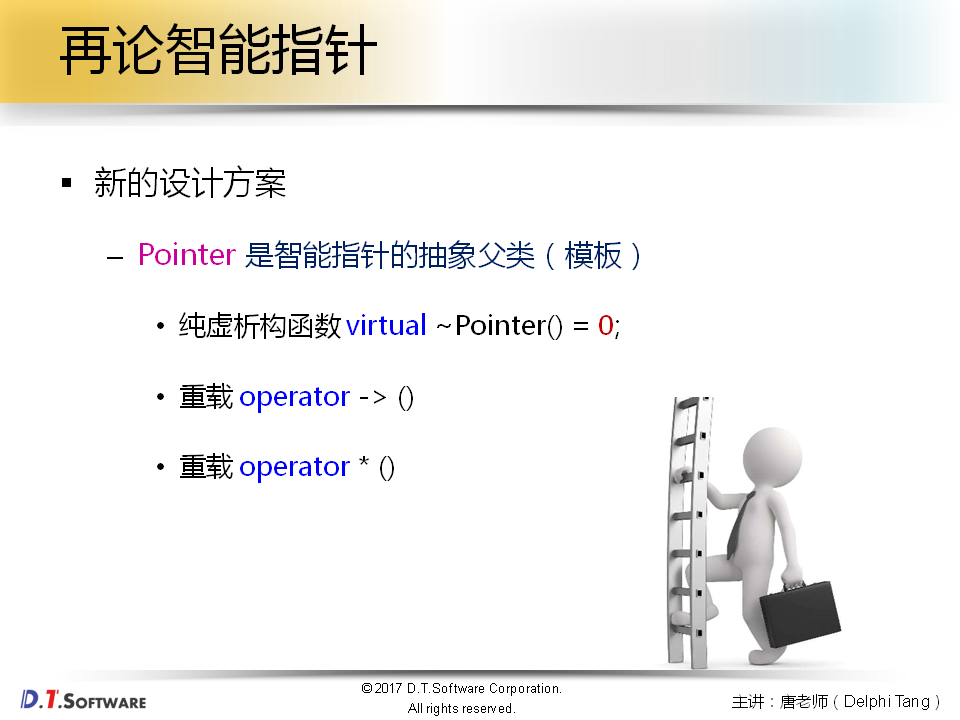 再论智能指针
▪ 新的设计方案
– Pointer 是智能指针的抽象父类（模板）
• 纯虚析构函数 virtual ~Pointer() = 0;
• 重载 operator -> ()
• 重载 operator * ()
D.T.SOFTWARE
©2017 D.T.Software Corporation.
All rights reserved.
主讲：唐老师（Delphi Tang）